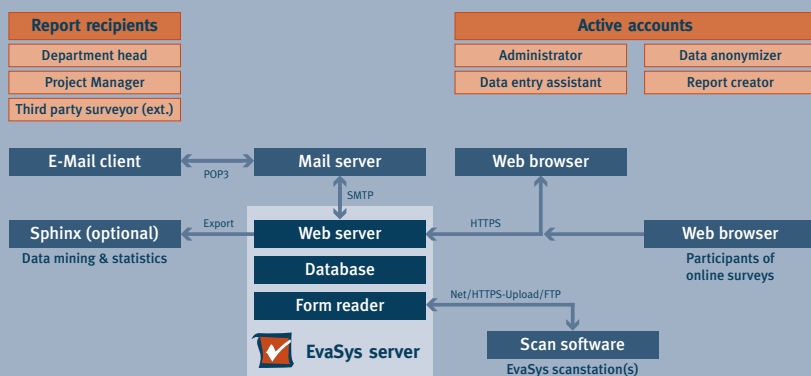 Report recipients
Department head
Project Manager
Third party surveyor (ext.)
Active accounts
Administrator
Data anonymizer
Data entry assistant
Report creator
E-Mail client
POP3
Mail server
Web browser
SMTP
Sphinx (optional)
Data mining & statistics
Export
Web server
HTTPS
Web browser
Participants of
online surveys
Database
Form reader
Net/HTTPS-Upload/FTP
EvaSys server
Scan software
EvaSys scanstation(s)